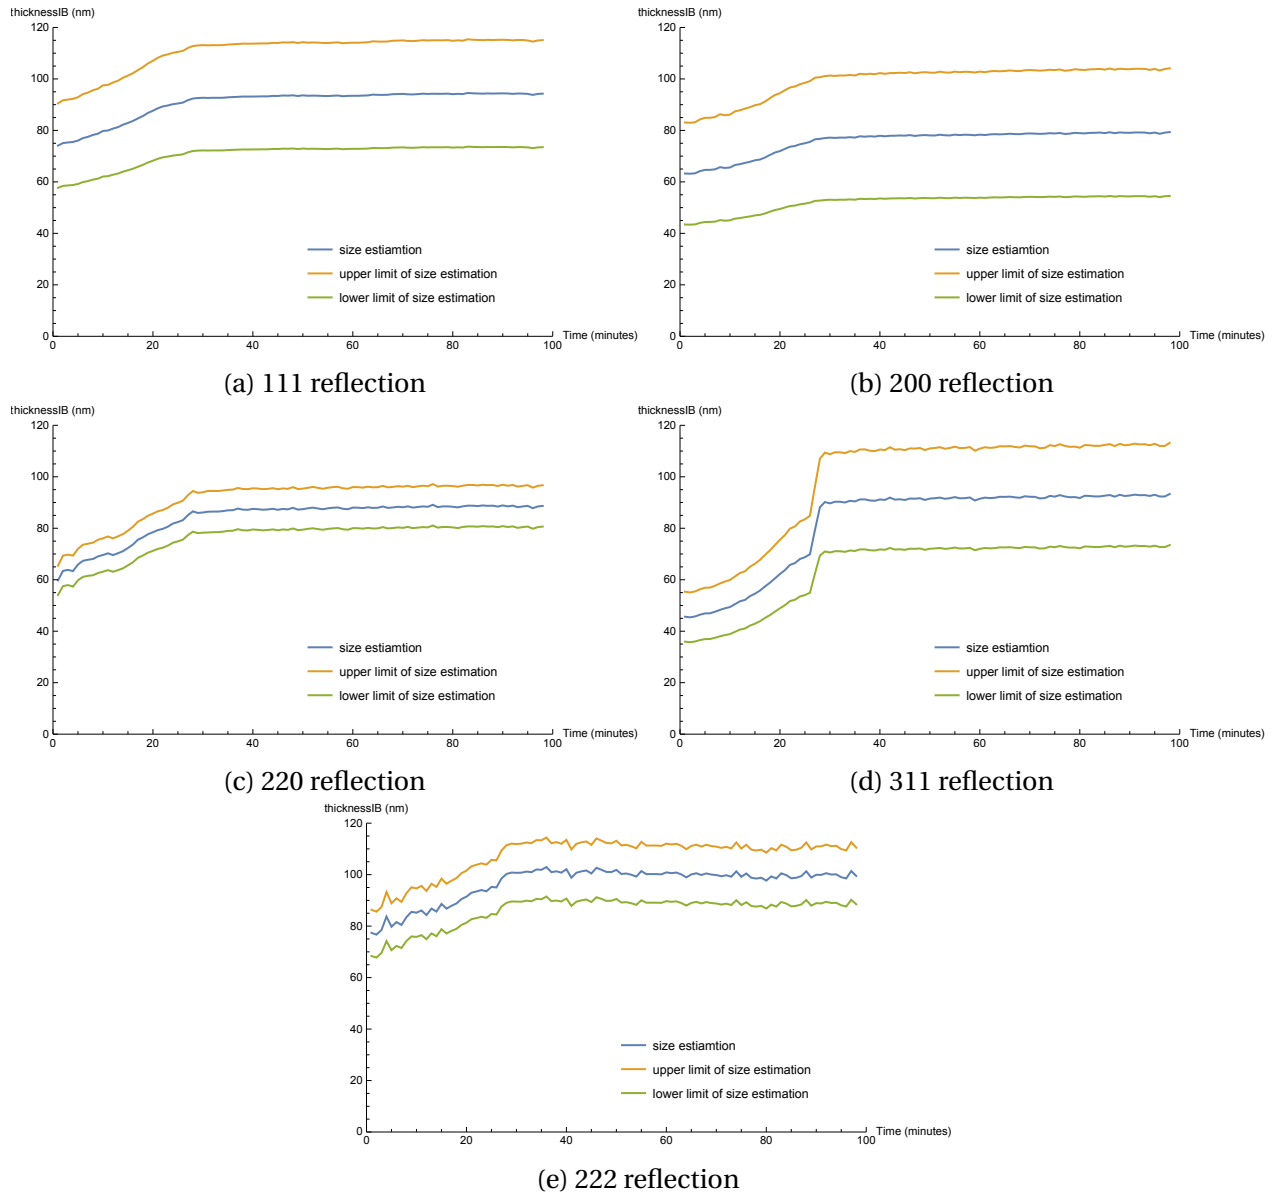 thicknessIB (nm)
120
100
80
60
40
20
0
0 20 40 60 80 100
Time (minutes)
size estiamtion
upper limit of size estimation
lower limit of size estimation
(a) 111 reflection
thicknessIB (nm)
120
100
80
60
40
20
0
0 20 40 60 80 100
Time (minutes)
size estiamtion
upper limit of size estimation
lower limit of size estimation
(b) 200 reflection
thicknessIB (nm)
120
100
80
60
40
20
0
0 20 40 60 80 100
Time (minutes)
size estiamtion
upper limit of size estimation
lower limit of size estimation
(c) 220 reflection
thicknessIB (nm)
120
100
80
60
40
20
0
0 20 40 60 80 100
Time (minutes)
size estiamtion
upper limit of size estimation
lower limit of size estimation
(d) 311 reflection
thicknessIB (nm)
120
100
80
60
40
20
0
0 20 40 60 80 100
Time (minutes)
size estiamtion
upper limit of size estimation
lower limit of size estimation
(e) 222 reflection